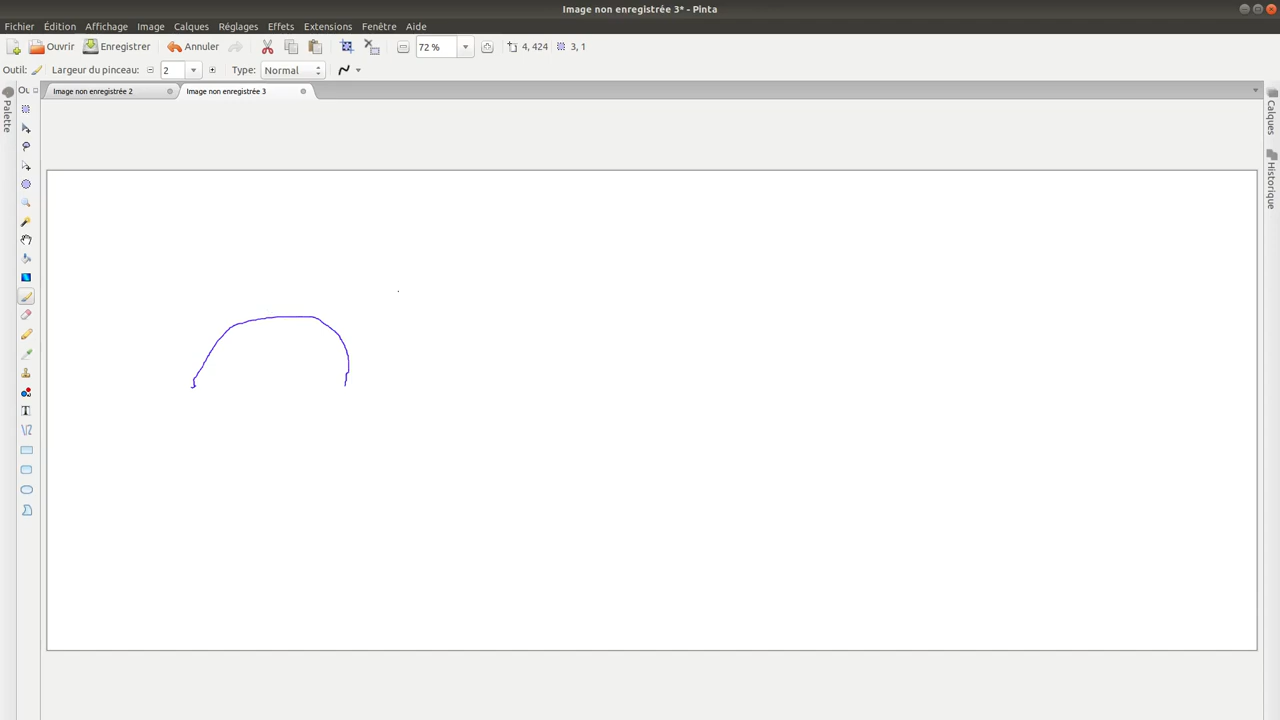 Image non enregistrée 3* - Pinta
Fichier Édition Affichage Image Calques Réglages Effets Extensions Fenêtre Aide
Ouvrir Enregistrer Annuler 72 % 4, 424 3, 1
Outil: Largeur du pinceau: 2 Type: Normal
Ou Image non enregistrée 2 Image non enregistrée 3
Palette
Calques
Historique